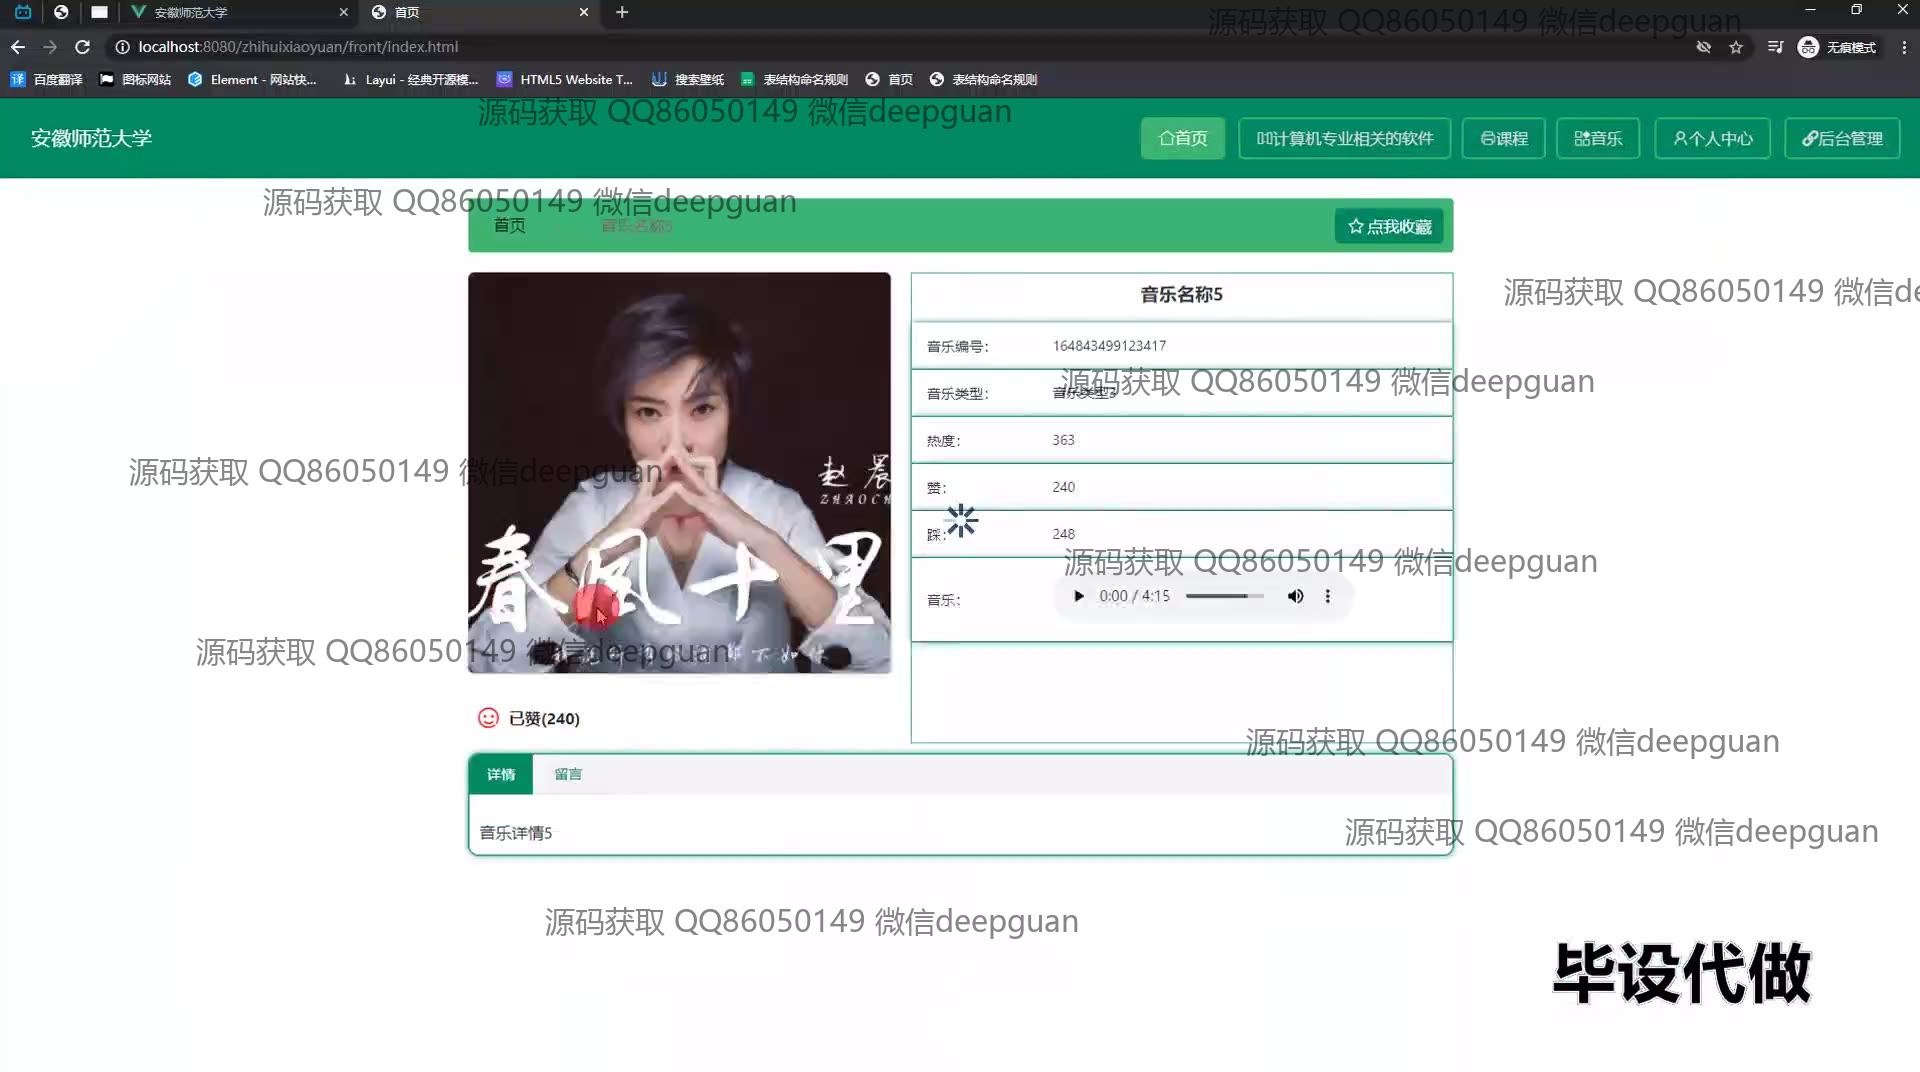 安徽师范大学
首页
localhost:8080/zhihuixiaoyuan/front/index.html
无痕模式
百度翻译
图标网站
Element - 网站快...
Layui - 经典开源模...
HTML5 Website T...
搜索壁纸
表结构命名规则
首页
表结构命名规则
源码获取 QQ86050149 微信deepguan
源码获取 QQ86050149 微信deepguan
安徽师范大学
首页
计算机专业相关的软件
课程
音乐
个人中心
后台管理
源码获取 QQ86050149 微信deepguan
首页
音乐名称5
点我收藏
音乐名称5
源码获取 QQ86050149 微信de
音乐编号：
164843499123417
音乐类型：
音乐类型3
源码获取 QQ86050149 微信deepguan
热度：
363
源码获取 QQ86050149 微信deepguan
赞：
240
踩：
248
源码获取 QQ86050149 微信deepguan
音乐：
0:00 / 4:15
赵 晨
ZHAOCH
春风十里
源码获取 QQ86050149 微信deepguan
已赞(240)
源码获取 QQ86050149 微信deepguan
详情
留言
音乐详情5
源码获取 QQ86050149 微信deepguan
源码获取 QQ86050149 微信deepguan
毕设代做